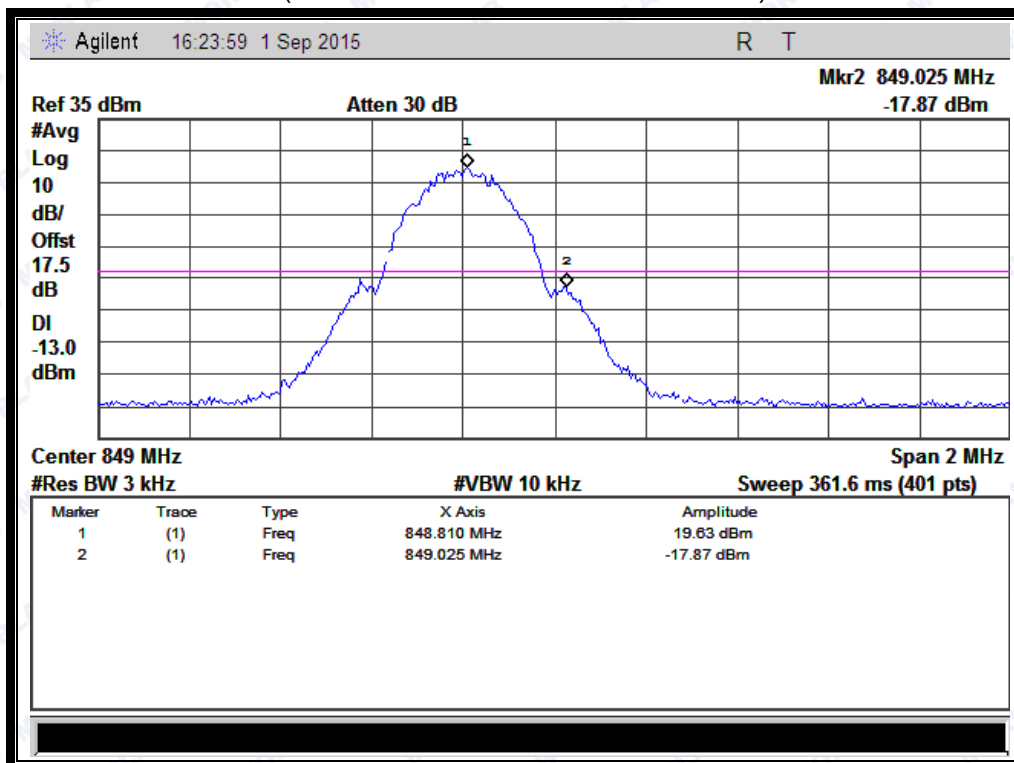 Agilent 16:23:59 1 Sep 2015 R T
Mkr2 849.025 MHz
Ref 35 dBm Atten 30 dB -17.87 dBm
#Avg
Log
10
dB/
Offst
17.5
dB
DI
-13.0
dBm
1
2
Center 849 MHz Span 2 MHz
#Res BW 3 kHz #VBW 10 kHz Sweep 361.6 ms (401 pts)
Marker Trace Type X Axis Amplitude
1 (1) Freq 848.810 MHz 19.63 dBm
2 (1) Freq 849.025 MHz -17.87 dBm